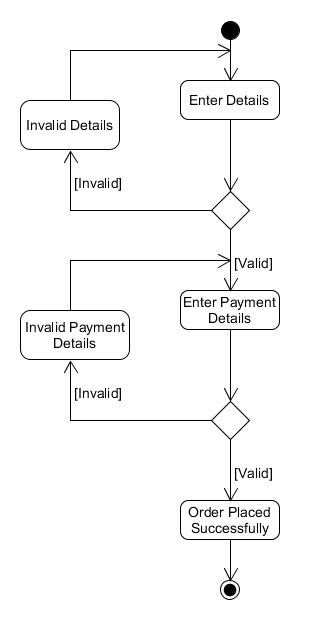 Enter Details
Invalid Details
[Invalid]
[Valid]
Enter Payment
Details
Invalid Payment
Details
[Invalid]
[Valid]
Order Placed
Successfully